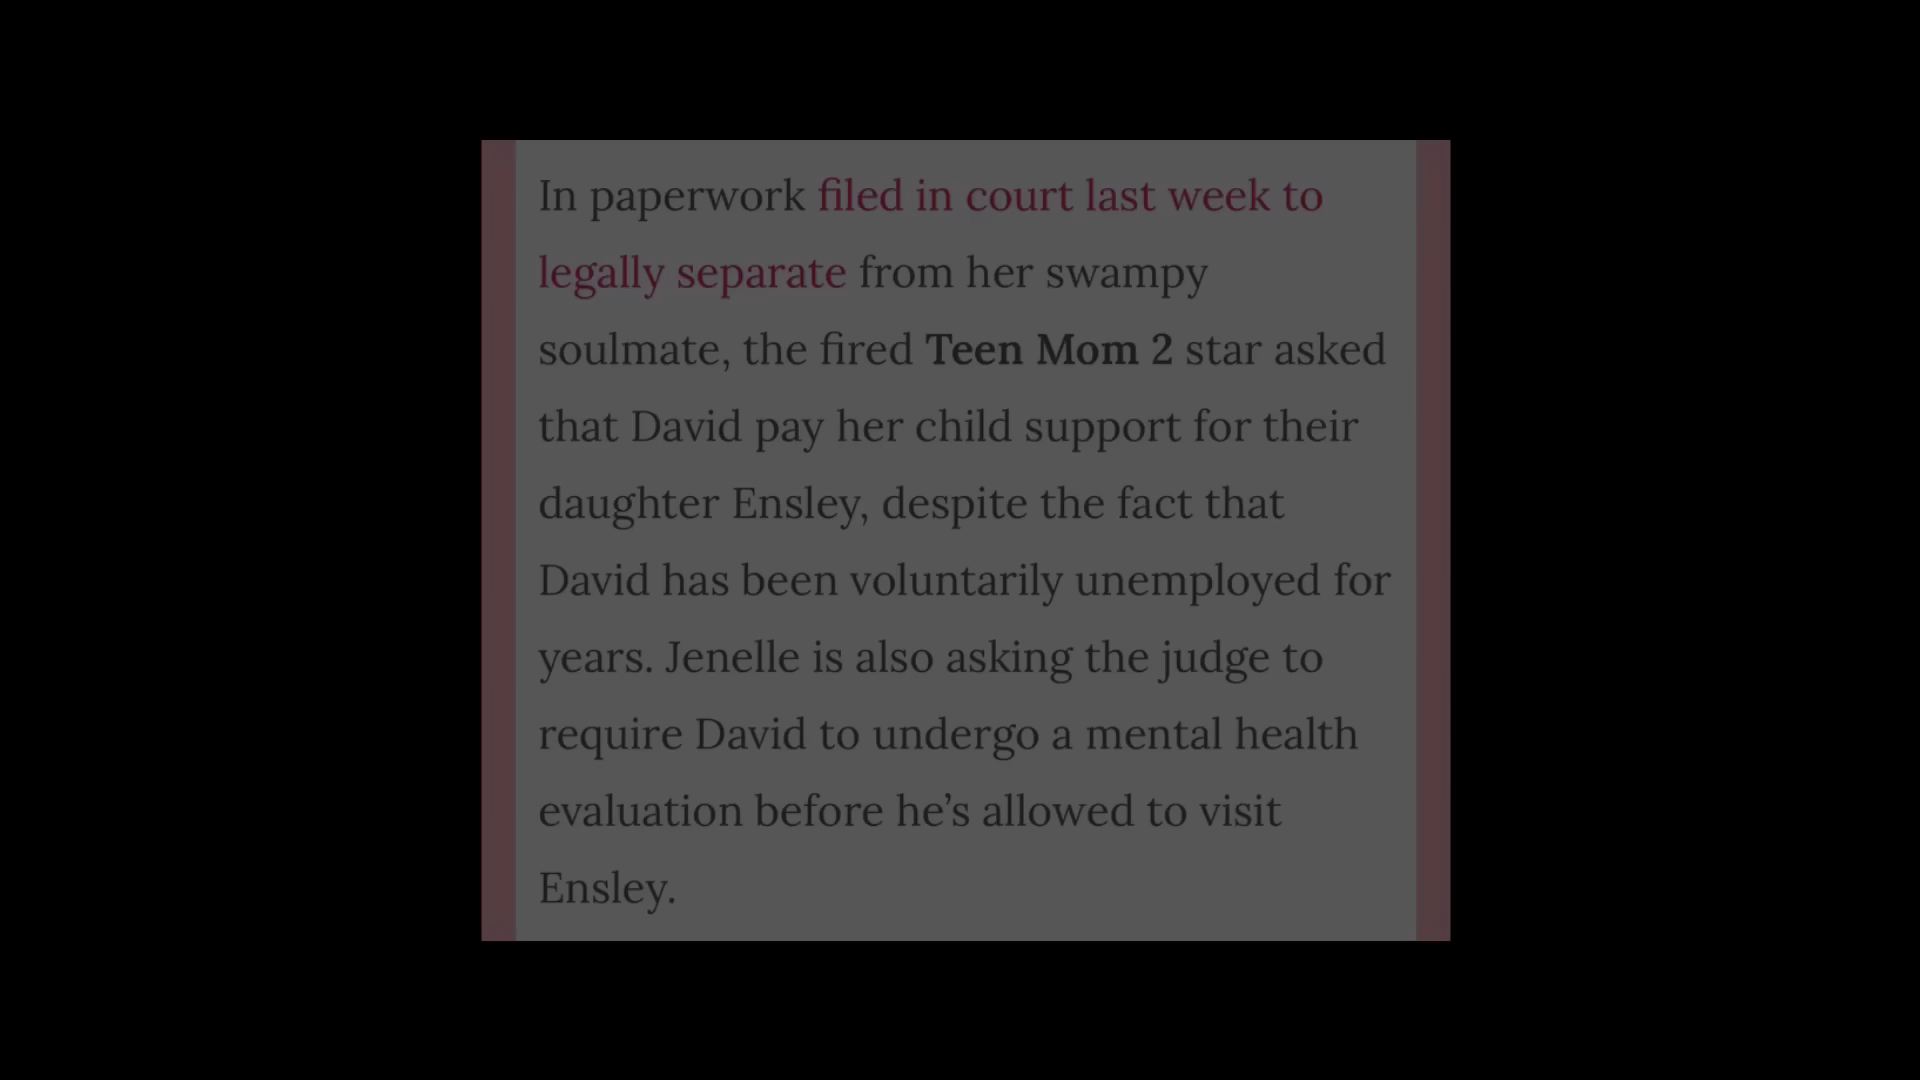 In paperwork filed in court last week to
legally separate from her swampy
soulmate, the fired Teen Mom 2 star asked
that David pay her child support for their
daughter Ensley, despite the fact that
David has been voluntarily unemployed for
years. Jenelle is also asking the judge to
require David to undergo a mental health
evaluation before he’s allowed to visit
Ensley.